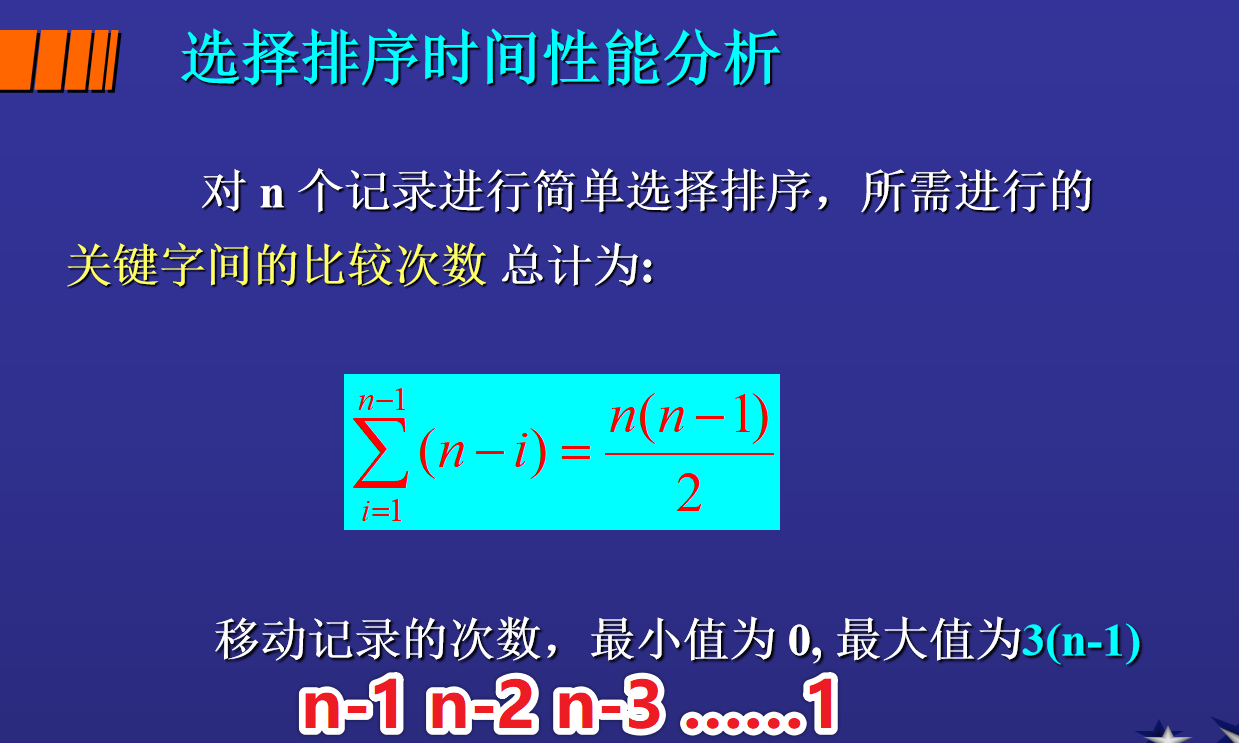 选择排序时间性能分析
对 n 个记录进行简单选择排序，所需进行的
关键字间的比较次数 总计为:
n−1
∑ (n − i) = n(n − 1) / 2
i=1
移动记录的次数，最小值为 0, 最大值为3(n-1)
n-1 n-2 n-3 ......1